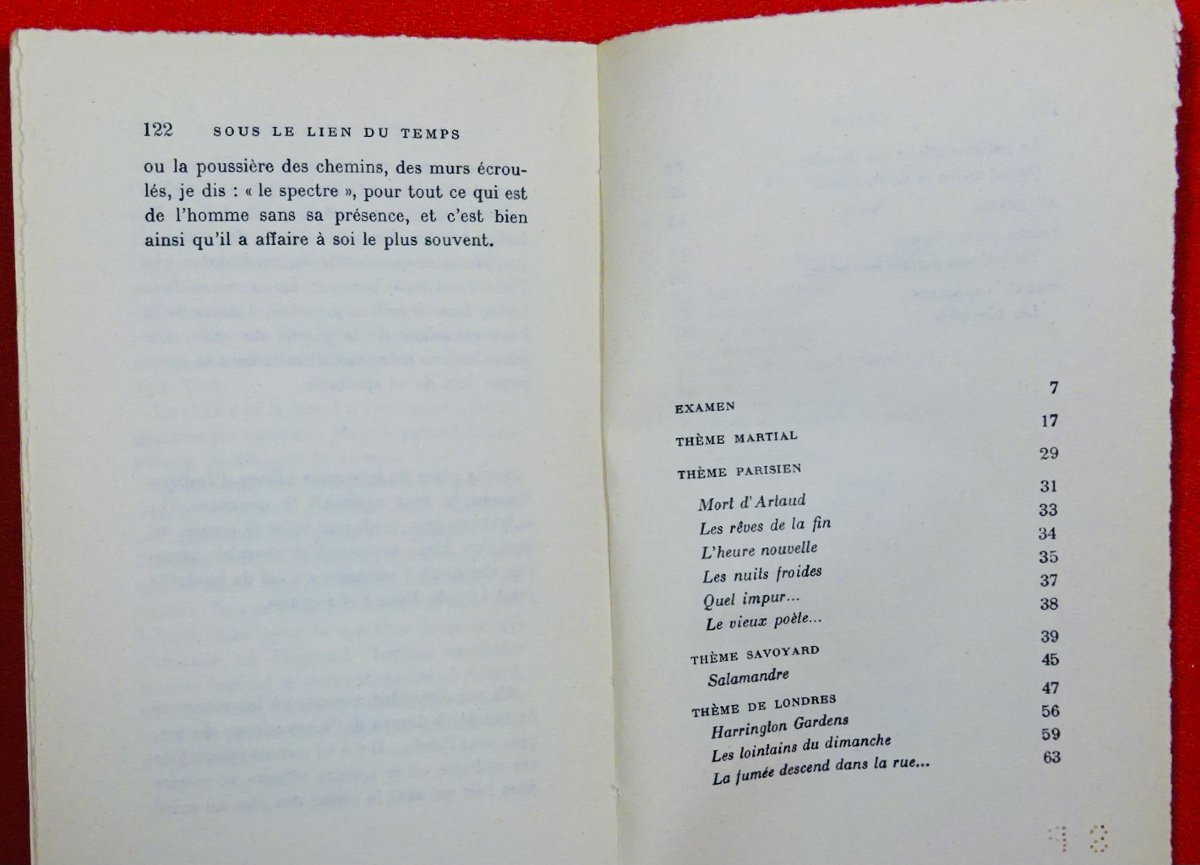 122 SOUS LE LIEN DU TEMPS
ou la poussière des chemins, des murs écrou-
lés, je dis : « le spectre », pour tout ce qui est
de l'homme sans sa présence, et c'est bien
ainsi qu'il a affaire à soi le plus souvent.
EXAMEN 7
THÈME MARTIAL 17
THÈME PARISIEN 29
Mort d'Artaud 31
Les rêves de la fin 33
L'heure nouvelle 34
Les nuits froides 35
Quel impur... 37
Le vieux poêle... 38
THÈME SAVOYARD 39
Salamandre 45
THÈME DE LONDRES 47
Harrington Gardens 56
Les lointains du dimanche 59
La fumée descend dans la rue... 63